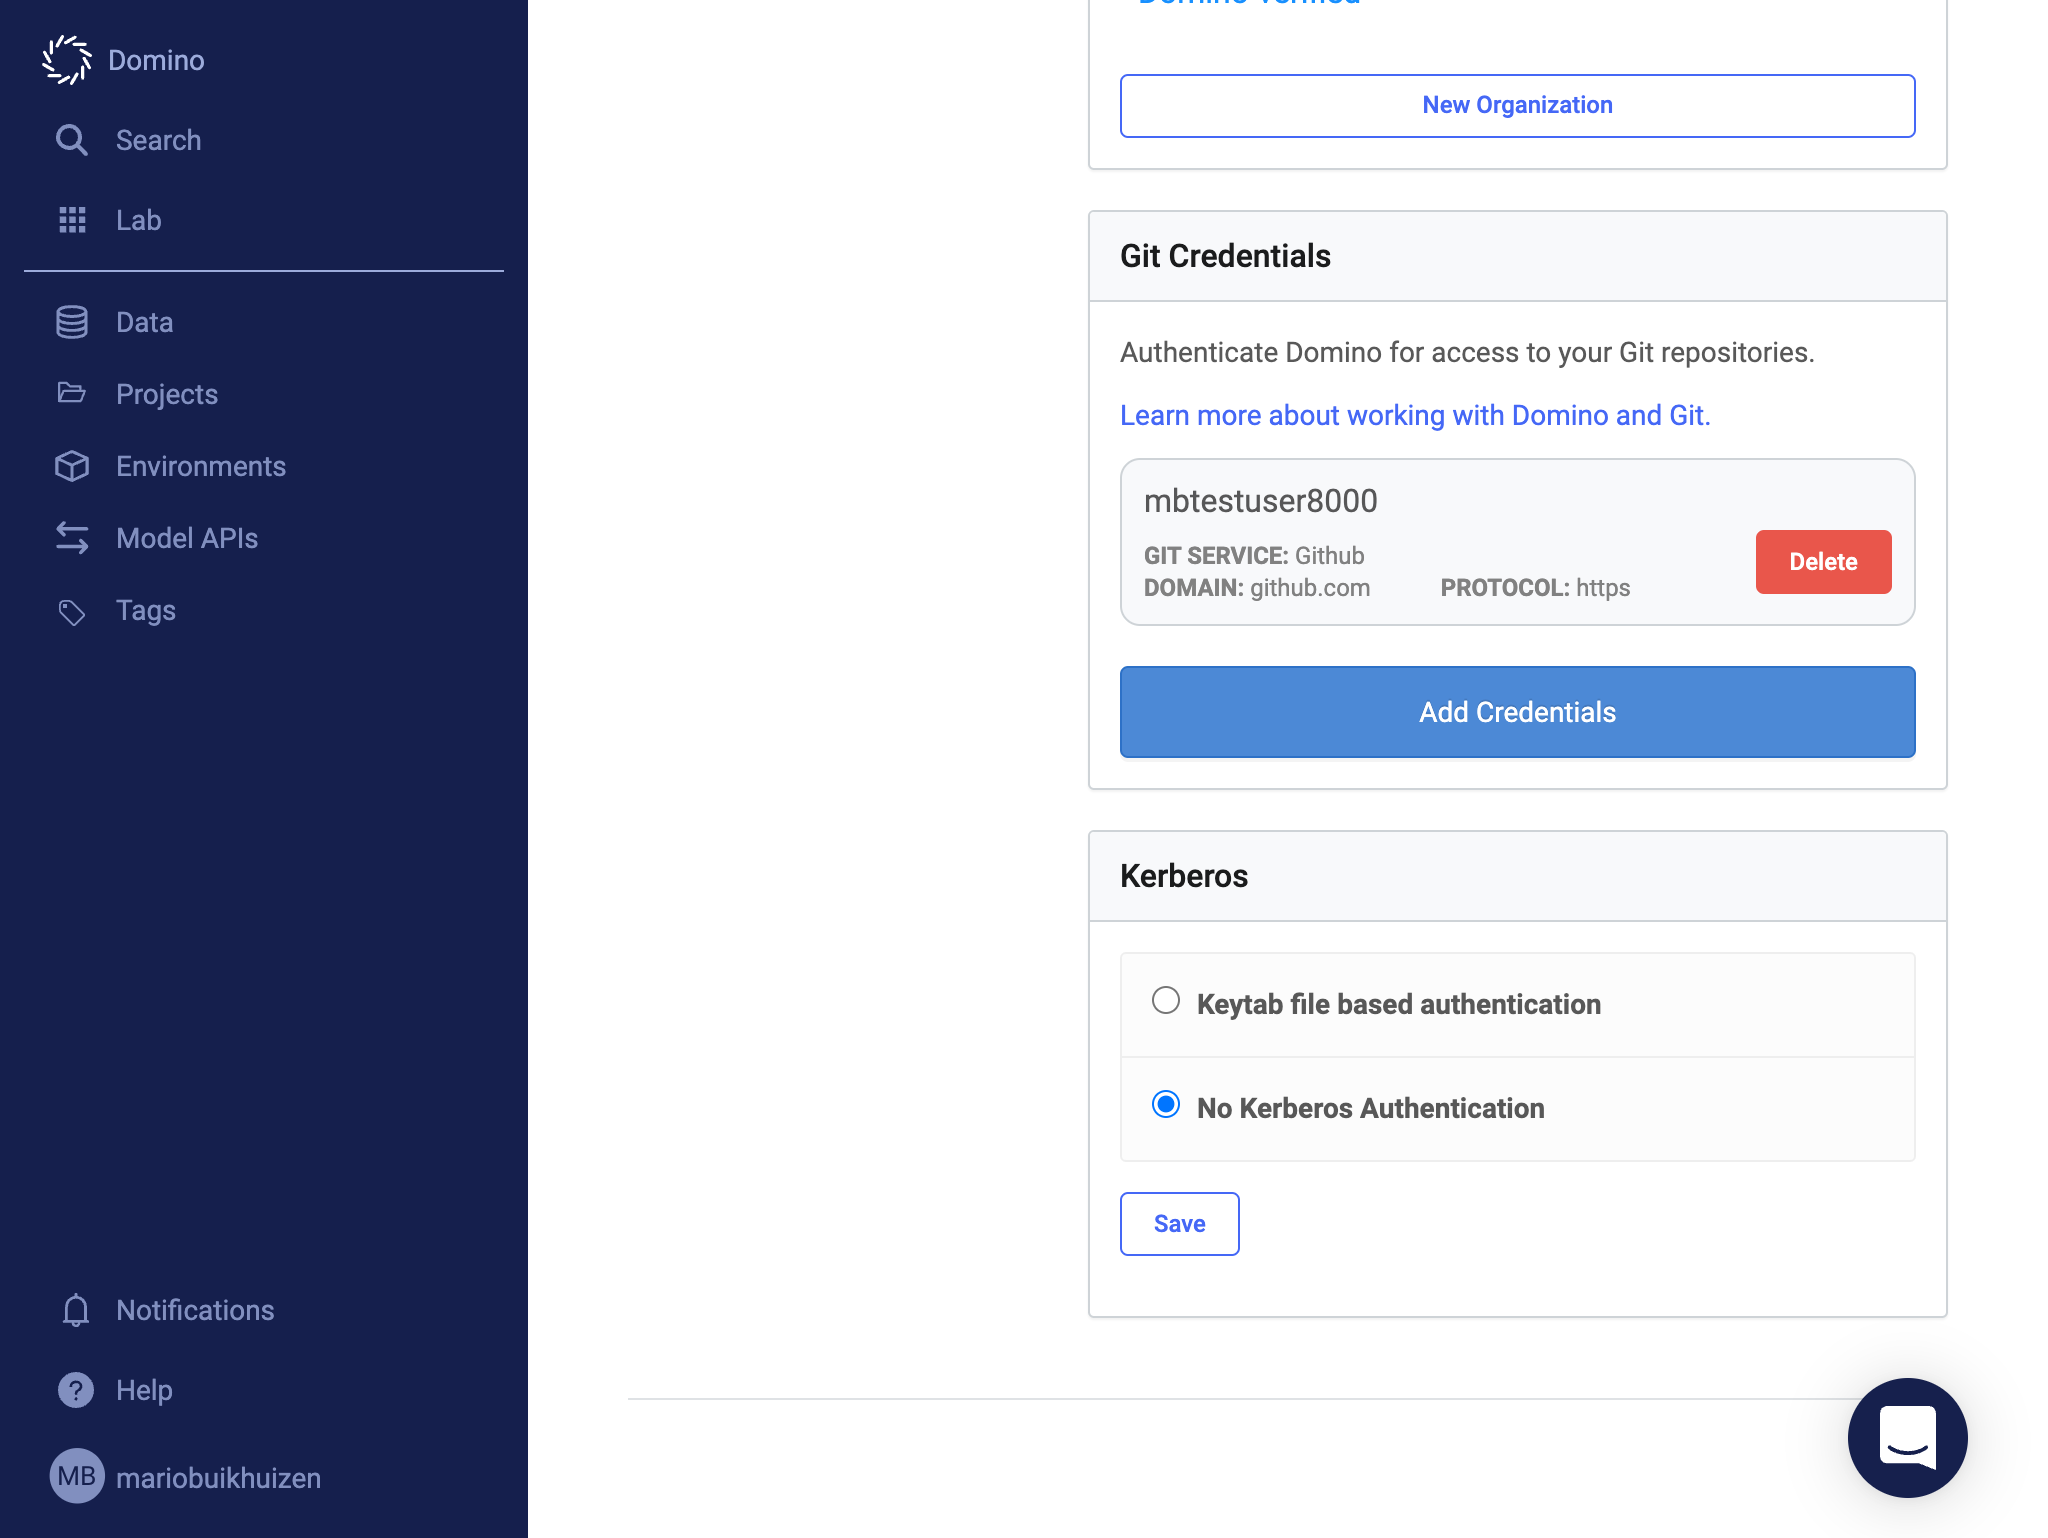 Domino
Search
Lab
Data
Projects
Environments
Model APIs
Tags
Notifications
Help
MB mariobuikhuizen
Domino Verified
New Organization
Git Credentials
Authenticate Domino for access to your Git repositories.
Learn more about working with Domino and Git.
mbtestuser8000
GIT SERVICE: Github
DOMAIN: github.com PROTOCOL: https
Delete
Add Credentials
Kerberos
Keytab file based authentication
No Kerberos Authentication
Save